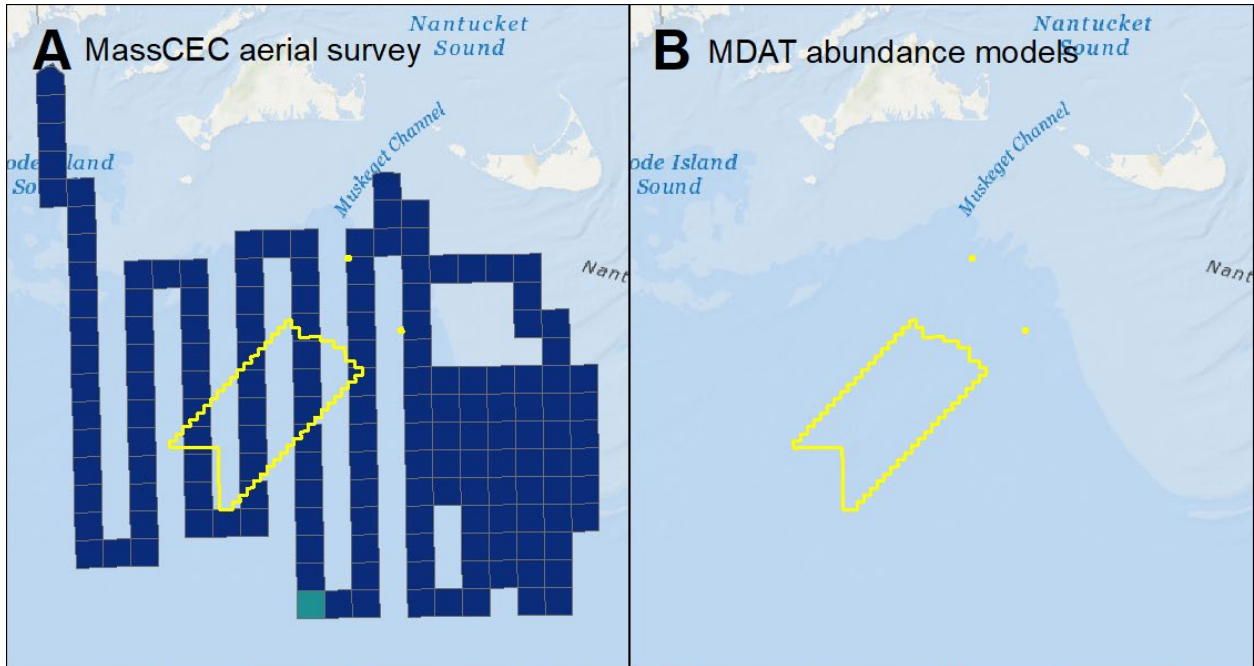 A MassCEC aerial survey
Nantucket
Sound
Muskeget Channel
ode Island
Sound
Nant
B MDAT abundance models
Nantucket
Sound
Muskeget Channel
ode Island
Sound
Nant